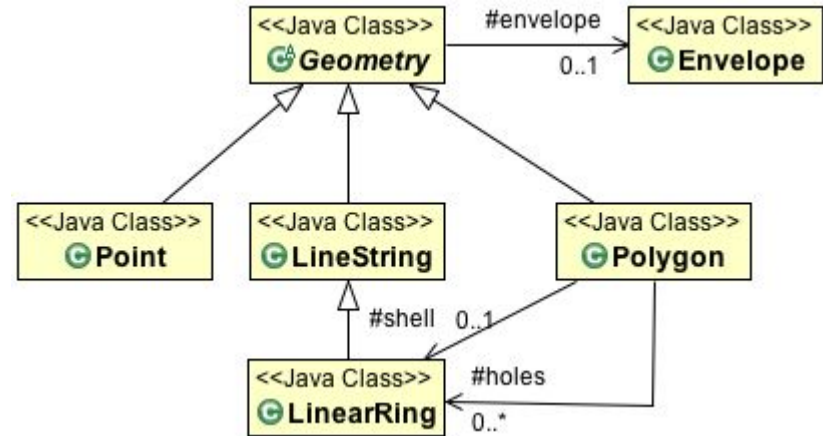 <<Java Class>>
Geometry
#envelope
0..1
<<Java Class>>
Envelope
<<Java Class>>
Point
<<Java Class>>
LineString
<<Java Class>>
Polygon
#shell
0..1
<<Java Class>>
LinearRing
#holes
0..*